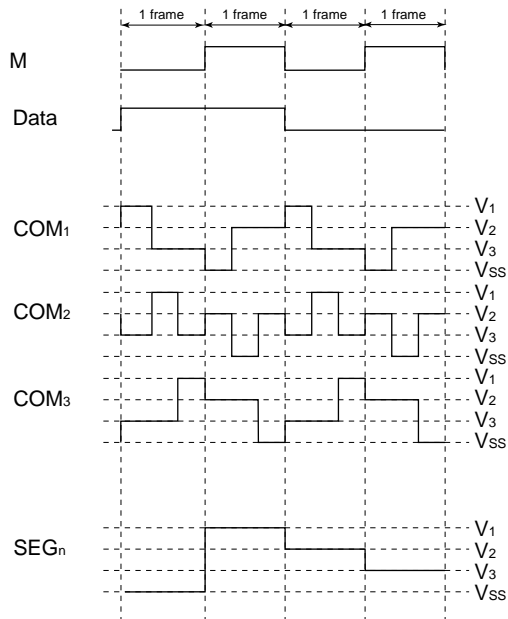 1 frame 1 frame 1 frame 1 frame
M
Data
COM1
V1
V2
V3
VSS
COM2
V1
V2
V3
VSS
COM3
V1
V2
V3
VSS
SEGn
V1
V2
V3
VSS